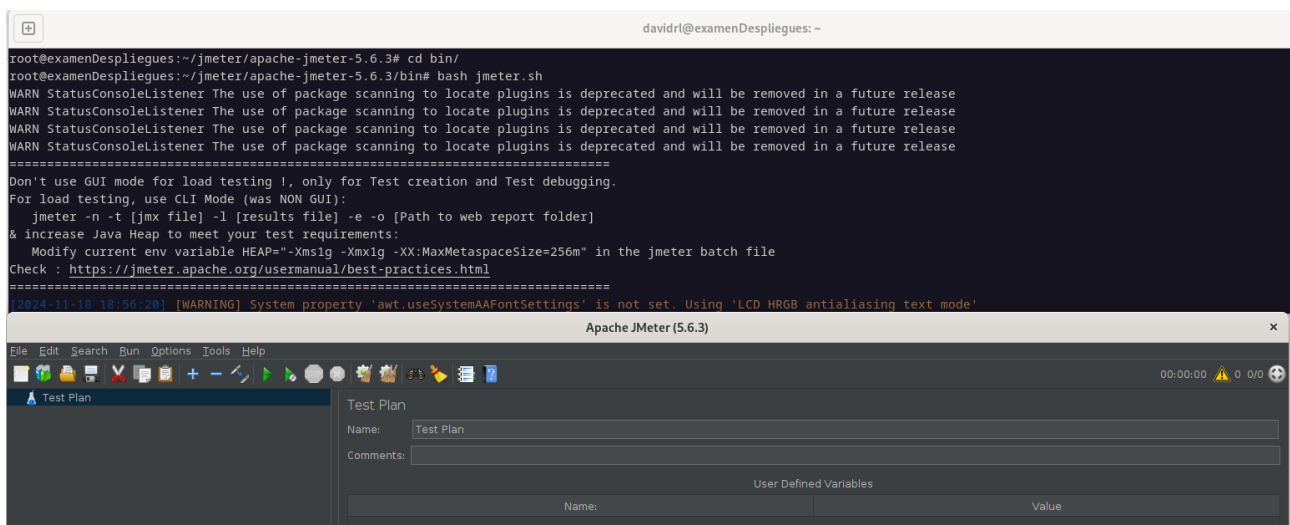 davidrl@examenDespliegues: ~
root@examenDespliegues:~/jmeter/apache-jmeter-5.6.3# cd bin/
root@examenDespliegues:~/jmeter/apache-jmeter-5.6.3/bin# bash jmeter.sh
WARN StatusConsoleListener The use of package scanning to locate plugins is deprecated and will be removed in a future release
WARN StatusConsoleListener The use of package scanning to locate plugins is deprecated and will be removed in a future release
WARN StatusConsoleListener The use of package scanning to locate plugins is deprecated and will be removed in a future release
WARN StatusConsoleListener The use of package scanning to locate plugins is deprecated and will be removed in a future release
================================================================================
Don't use GUI mode for load testing !, only for Test creation and Test debugging.
For load testing, use CLI Mode (was NON GUI):
   jmeter -n -t [jmx file] -l [results file] -e -o [Path to web report folder]
& increase Java Heap to meet your test requirements:
   Modify current env variable HEAP="-Xms1g -Xmx1g -XX:MaxMetaspaceSize=256m" in the jmeter batch file
Check : https://jmeter.apache.org/usermanual/best-practices.html
================================================================================
[2024-11-18 18:56:20] [WARNING] System property 'awt.useSystemAAFontSettings' is not set. Using 'LCD HRGB antialiasing text mode'
Apache JMeter (5.6.3)
File Edit Search Run Options Tools Help
00:00:00 0 0/0
Test Plan
Test Plan
Name: Test Plan
Comments:
User Defined Variables
Name: Value